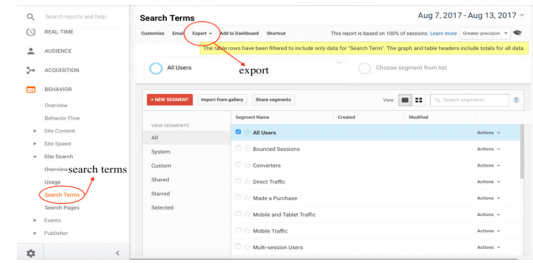 Search reports and help
REAL-TIME
AUDIENCE
ACQUISITION
BEHAVIOR
Overview
Behavior Flow
Site Content
Site Speed
Site Search
Overview
search terms
Usage
Search Terms
Search Pages
Events
Publisher
Search Terms
Aug 7, 2017 - Aug 13, 2017
Customize Email Export Add to Dashboard Shortcut
This report is based on 100% of sessions. Learn more Greater precision
The table rows have been filtered to include only data for "Search Term". The graph and table headers include totals for all data.
All Users
export
Choose segment from list
+ NEW SEGMENT Import from gallery Share segments
View
Search segments
Segment Name Created Modified
VIEW SEGMENTS
All
System
Custom
Shared
Starred
Selected
All Users Actions
Bounced Sessions Actions
Converters Actions
Direct Traffic Actions
Made a Purchase Actions
Mobile and Tablet Traffic Actions
Mobile Traffic Actions
Multi-session Users Actions